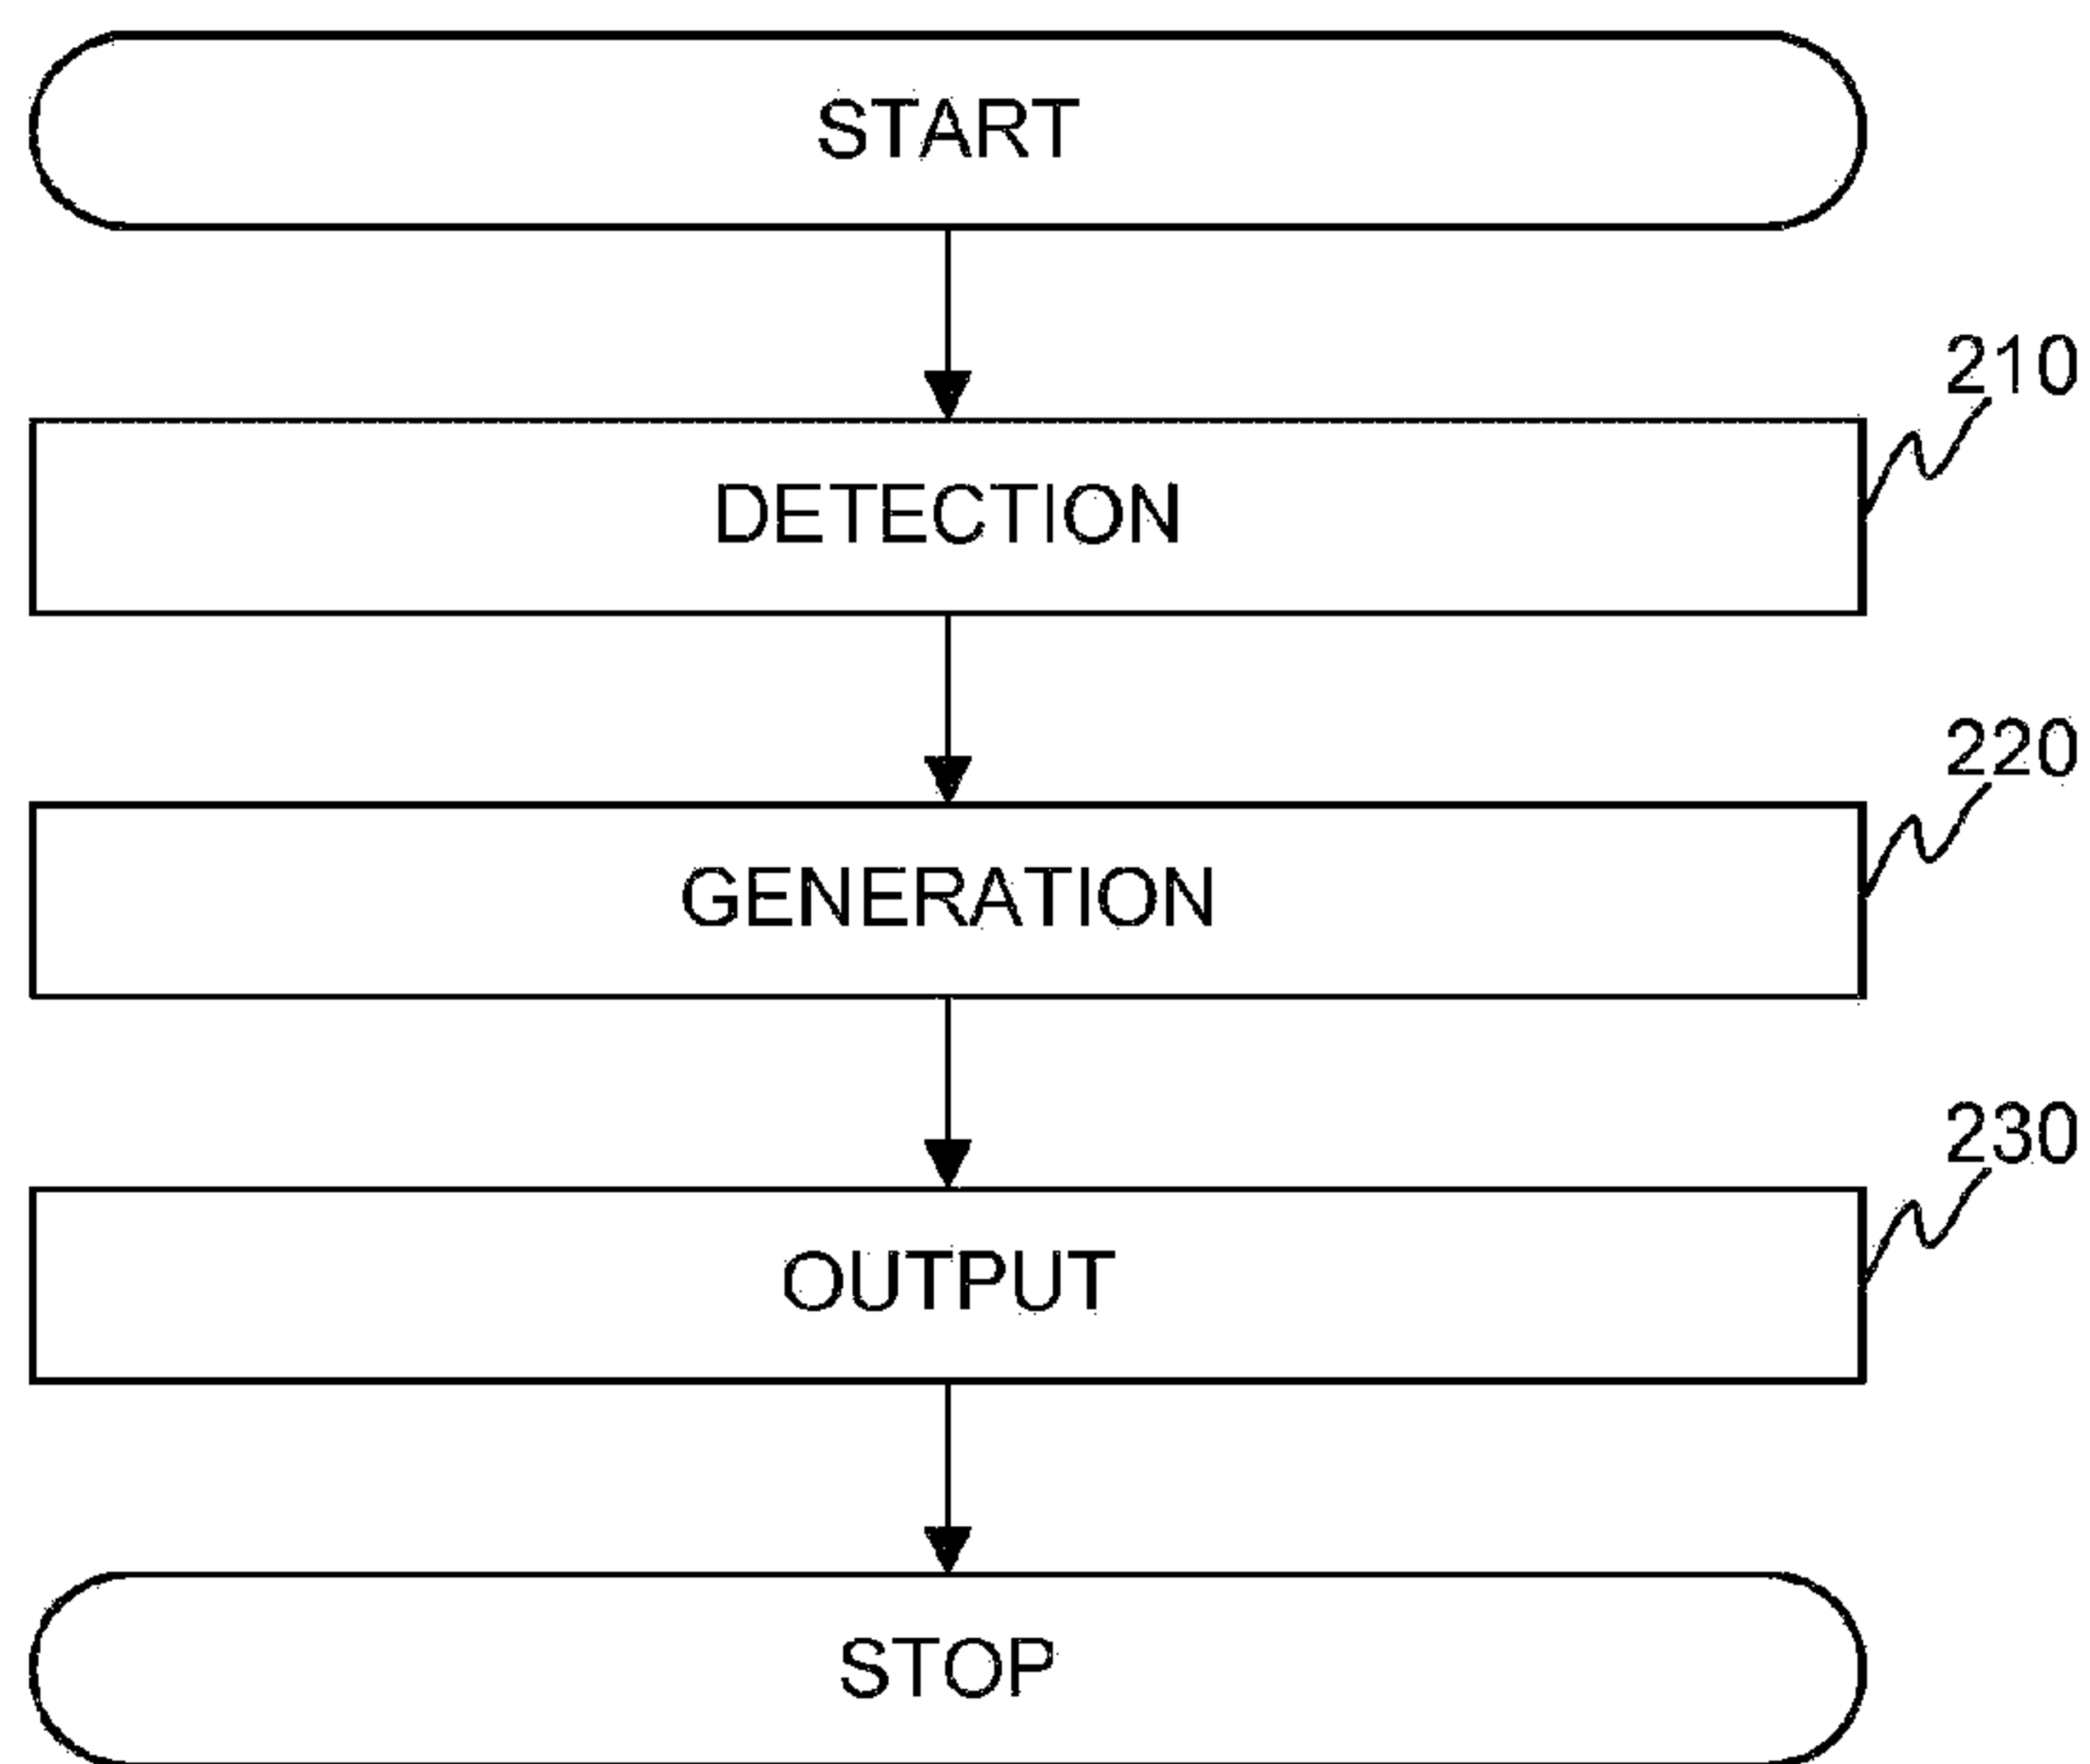 START
210
DETECTION
220
GENERATION
230
OUTPUT
STOP